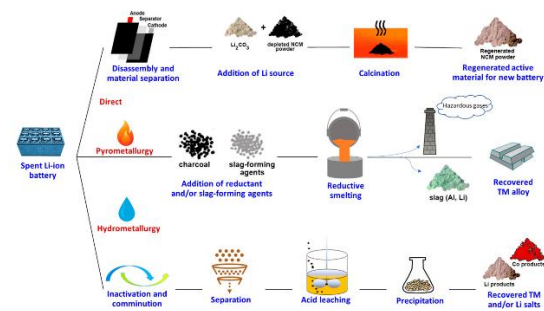 Anode
Separator
Cathode
Disassembly and
material separation
Li₂CO₃
+
depleted NCM
powder
Addition of Li source
Calcination
Regenerated
NCM powder
Regenerated active
material for new battery
Direct
Spent Li-ion
battery
Pyrometallurgy
charcoal
slag-forming
agents
Addition of reductant
and/or slag-forming agents
Reductive
smelting
Hazardous gases
slag (Al, Li)
Recovered
TM alloy
Hydrometallurgy
Inactivation and
comminution
Separation
Acid leaching
Precipitation
Co products
Li products
Recovered TM
and/or Li salts